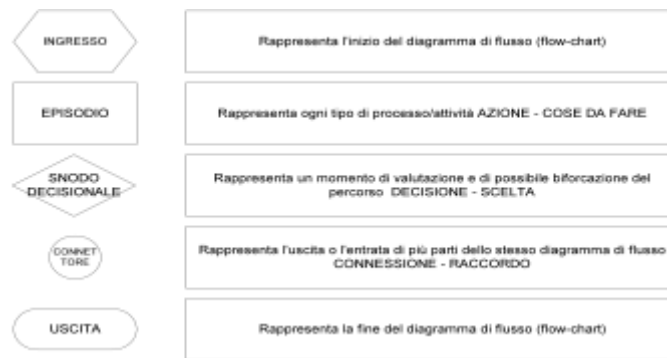 INGRESSO
Rappresenta l'inizio del diagramma di flusso (flow-chart)
EPISODIO
Rappresenta ogni tipo di processo/attività AZIONE - COSE DA FARE
SNODO
DECISIONALE
Rappresenta un momento di valutazione e di possibile biforcazione del
percorso DECISIONE - SCELTA
CONNET
TORE
Rappresenta l'uscita o l'entrata di più parti dello stesso diagramma di flusso
CONNESSIONE - RACCORDO
USCITA
Rappresenta la fine del diagramma di flusso (flow-chart)